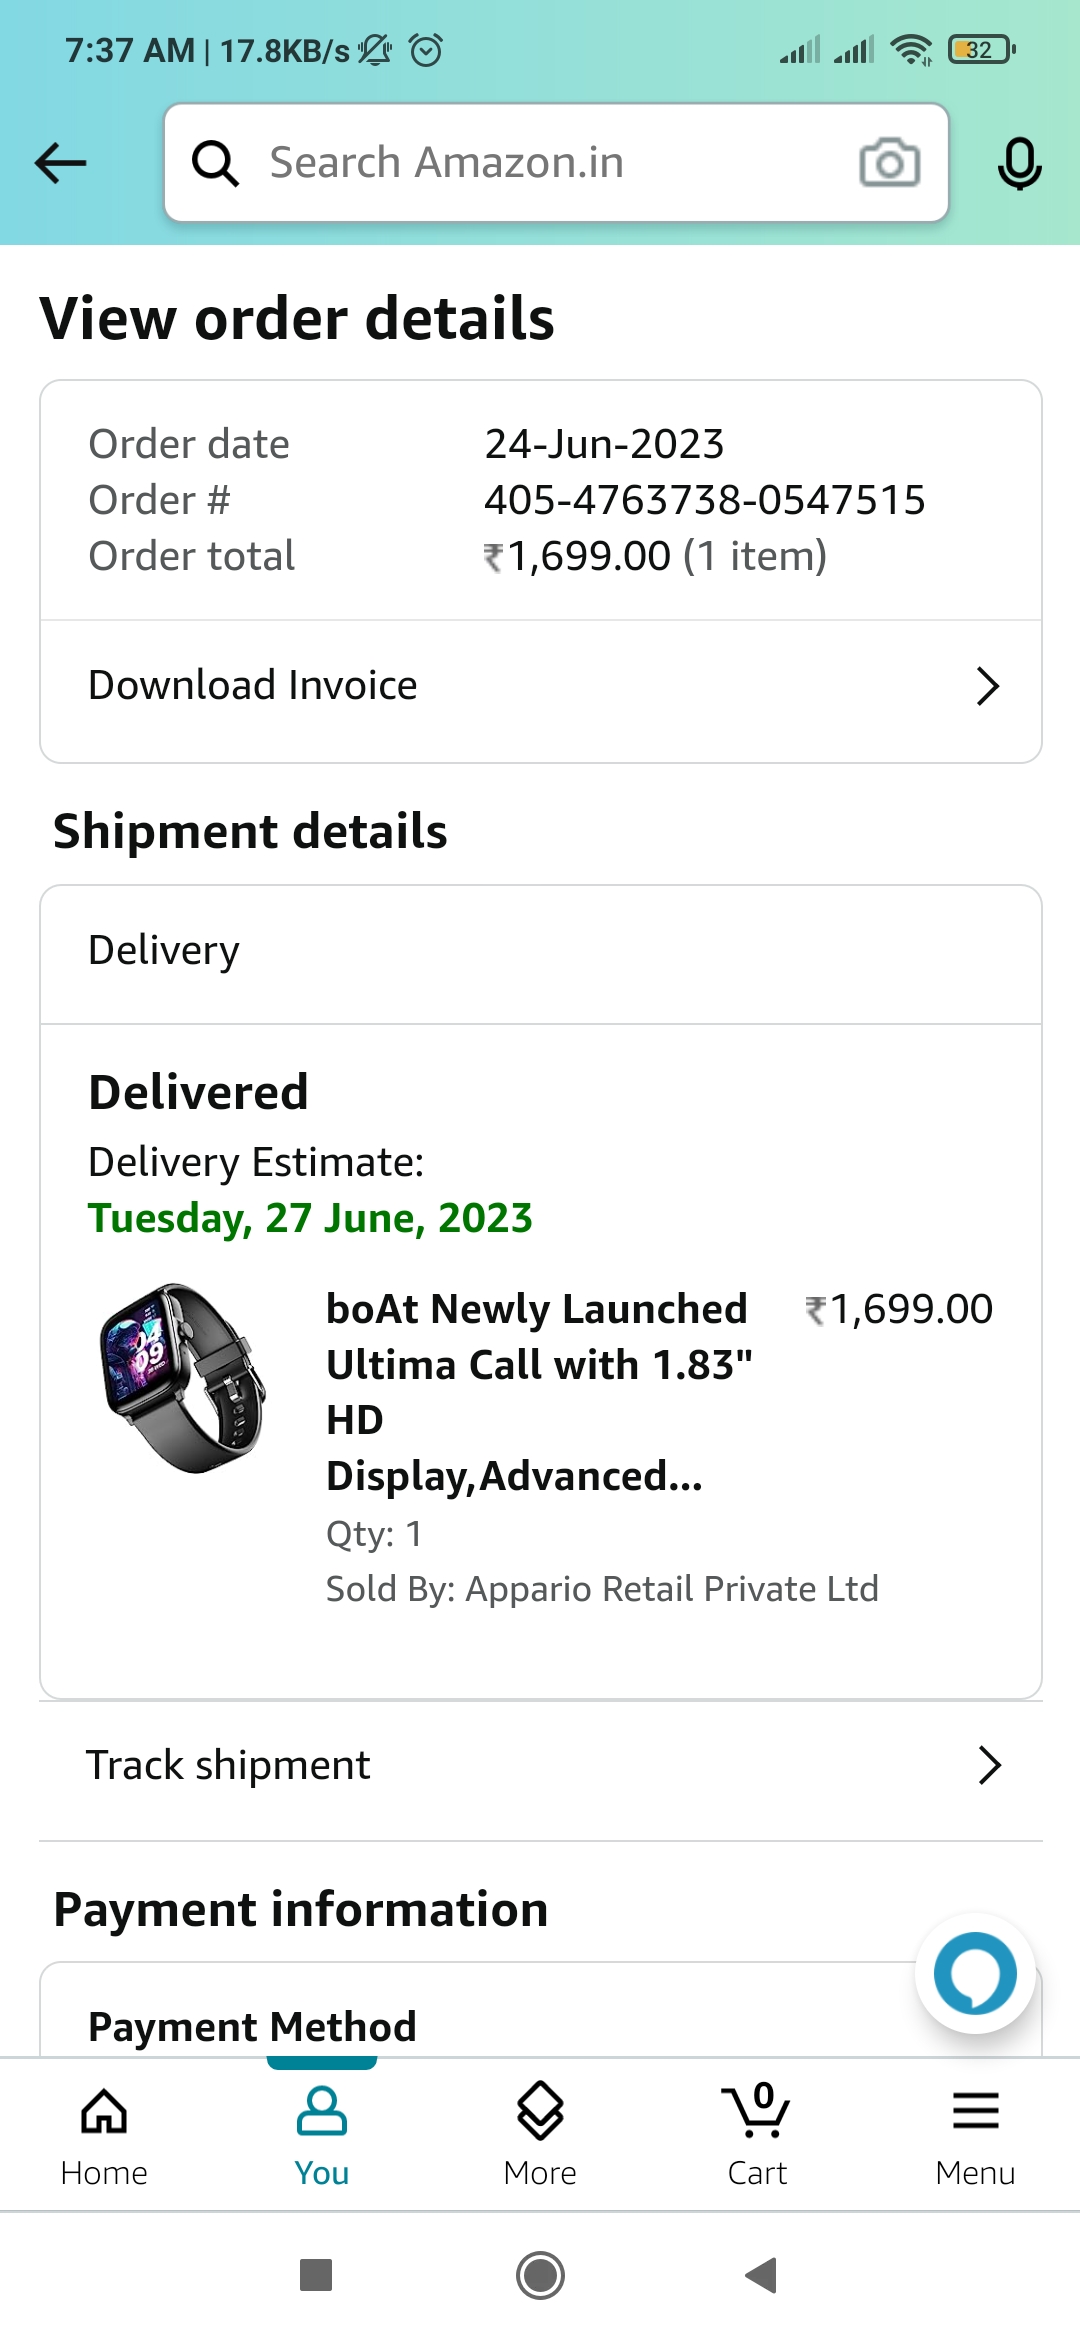 7:37 AM | 17.8KB/s 32
Search Amazon.in
View order details
Order date 24-Jun-2023
Order # 405-4763738-0547515
Order total ₹1,699.00 (1 item)
Download Invoice
Shipment details
Delivery
Delivered
Delivery Estimate:
Tuesday, 27 June, 2023
boAt Newly Launched ₹1,699.00
Ultima Call with 1.83"
HD
Display,Advanced...
Qty: 1
Sold By: Appario Retail Private Ltd
Track shipment
Payment information
Payment Method
0
Home You More Cart Menu